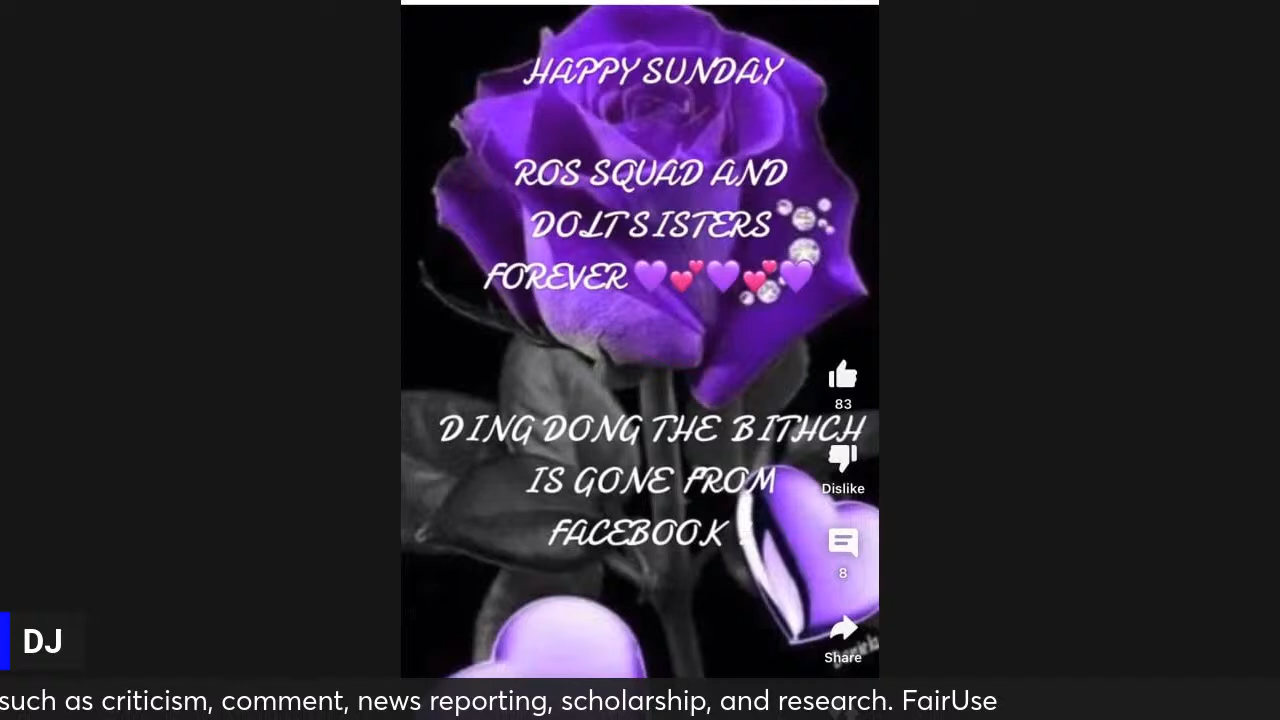 HAPPY SUNDAY
ROS SQUAD AND
DOLT SISTERS
FOREVER 💜💕💜💕💜
DING DONG THE BITHCH
IS GONE FROM
FACEBOOK
83
Dislike
8
Share
DJ
such as criticism, comment, news reporting, scholarship, and research. FairUse